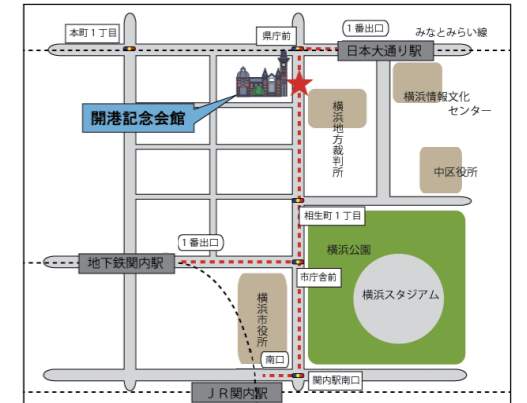 本町1丁目
県庁前
1番出口
みなとみらい線
日本大通り駅
開港記念会館
横浜地方裁判所
横浜情報文化
センター
中区役所
相生町1丁目
1番出口
横浜公園
地下鉄関内駅
市庁舎前
横浜スタジアム
横浜市役所
南口
関内駅南口
JR関内駅